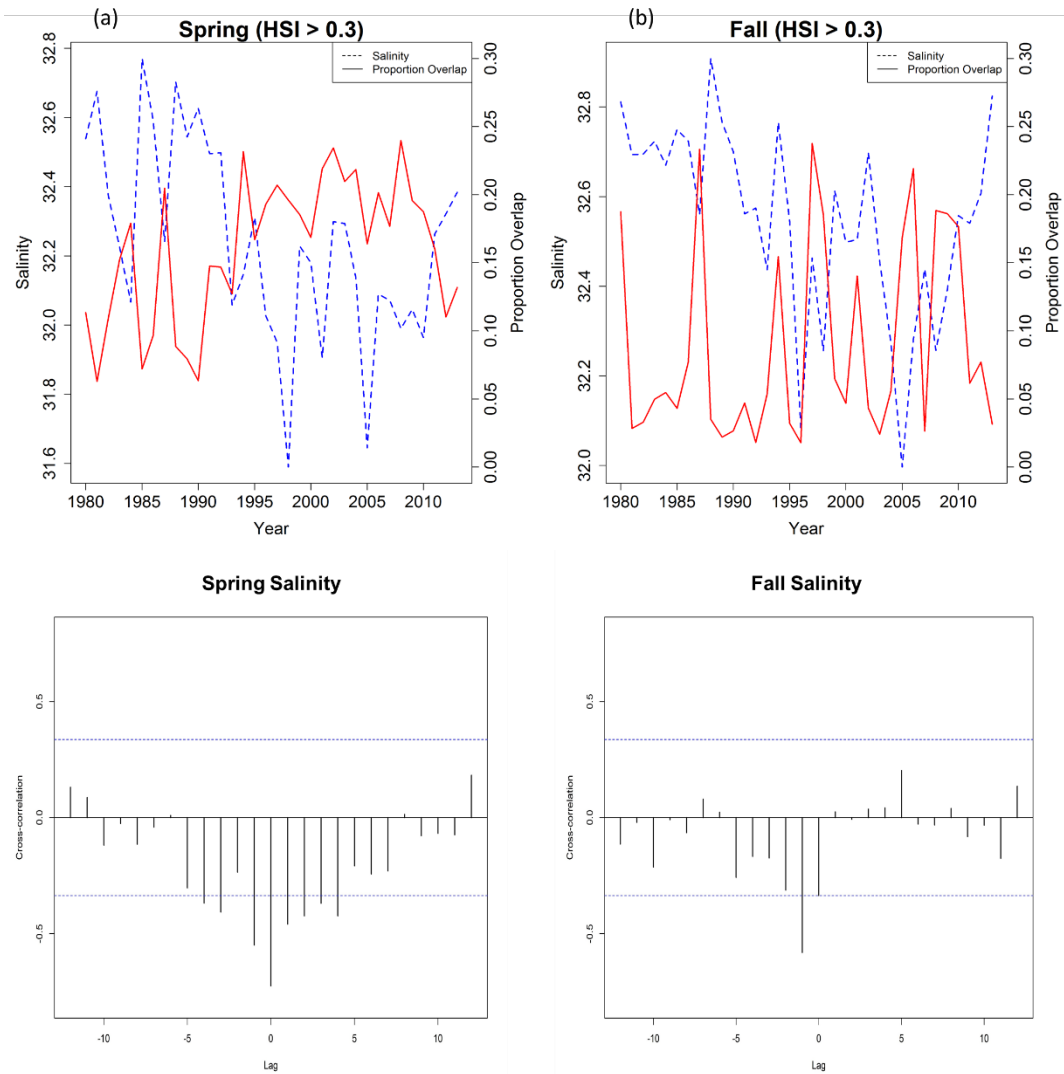 (a)
Spring (HSI > 0.3)
Salinity
Proportion Overlap
32.8
32.6
32.4
32.2
32.0
31.8
31.6
Salinity
0.30
0.25
0.20
0.15
0.10
0.05
0.00
Proportion Overlap
1980 1985 1990 1995 2000 2005 2010
Year
(b)
Fall (HSI > 0.3)
Salinity
Proportion Overlap
32.8
32.6
32.4
32.2
32.0
Salinity
0.30
0.25
0.20
0.15
0.10
0.05
0.00
Proportion Overlap
1980 1985 1990 1995 2000 2005 2010
Year
Spring Salinity
0.5
0.0
-0.5
Cross-correlation
-10 -5 0 5 10
Lag
Fall Salinity
0.5
0.0
-0.5
Cross-correlation
-10 -5 0 5 10
Lag